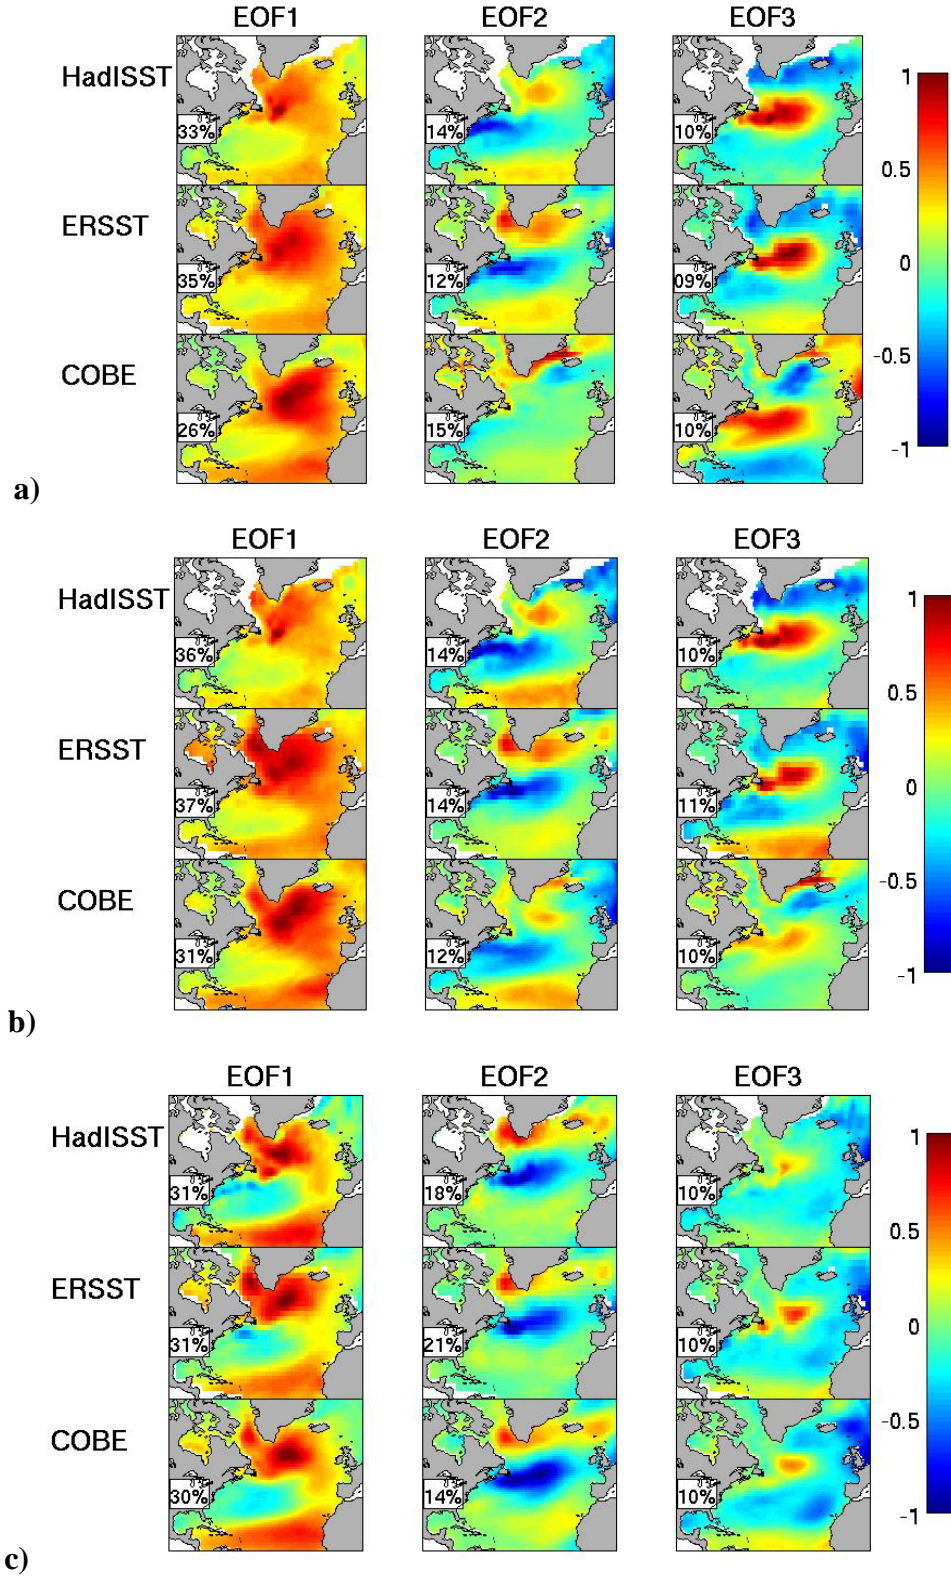 EOF1 EOF2 EOF3
HadISST
1
33% 14% 10%
0.5
ERSST
0
35% 12% 09%
-0.5
COBE
26% 15% 10%
-1
a)
EOF1 EOF2 EOF3
HadISST
1
36% 14% 10%
0.5
ERSST
0
37% 14% 11%
-0.5
COBE
31% 12% 10%
-1
b)
EOF1 EOF2 EOF3
HadISST
1
31% 18% 10%
0.5
ERSST
0
31% 21% 10%
-0.5
COBE
30% 14% 10%
-1
c)